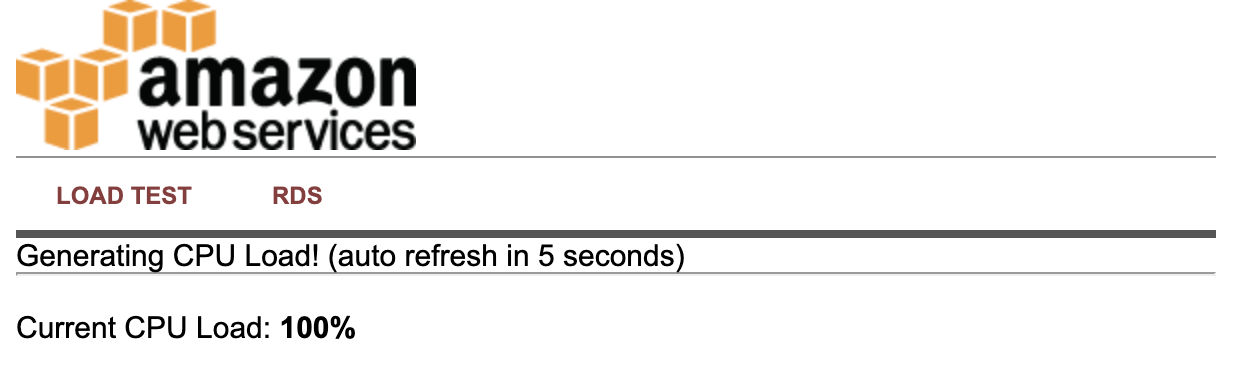 amazon
webservices
LOAD TEST RDS
Generating CPU Load! (auto refresh in 5 seconds)
Current CPU Load: 100%